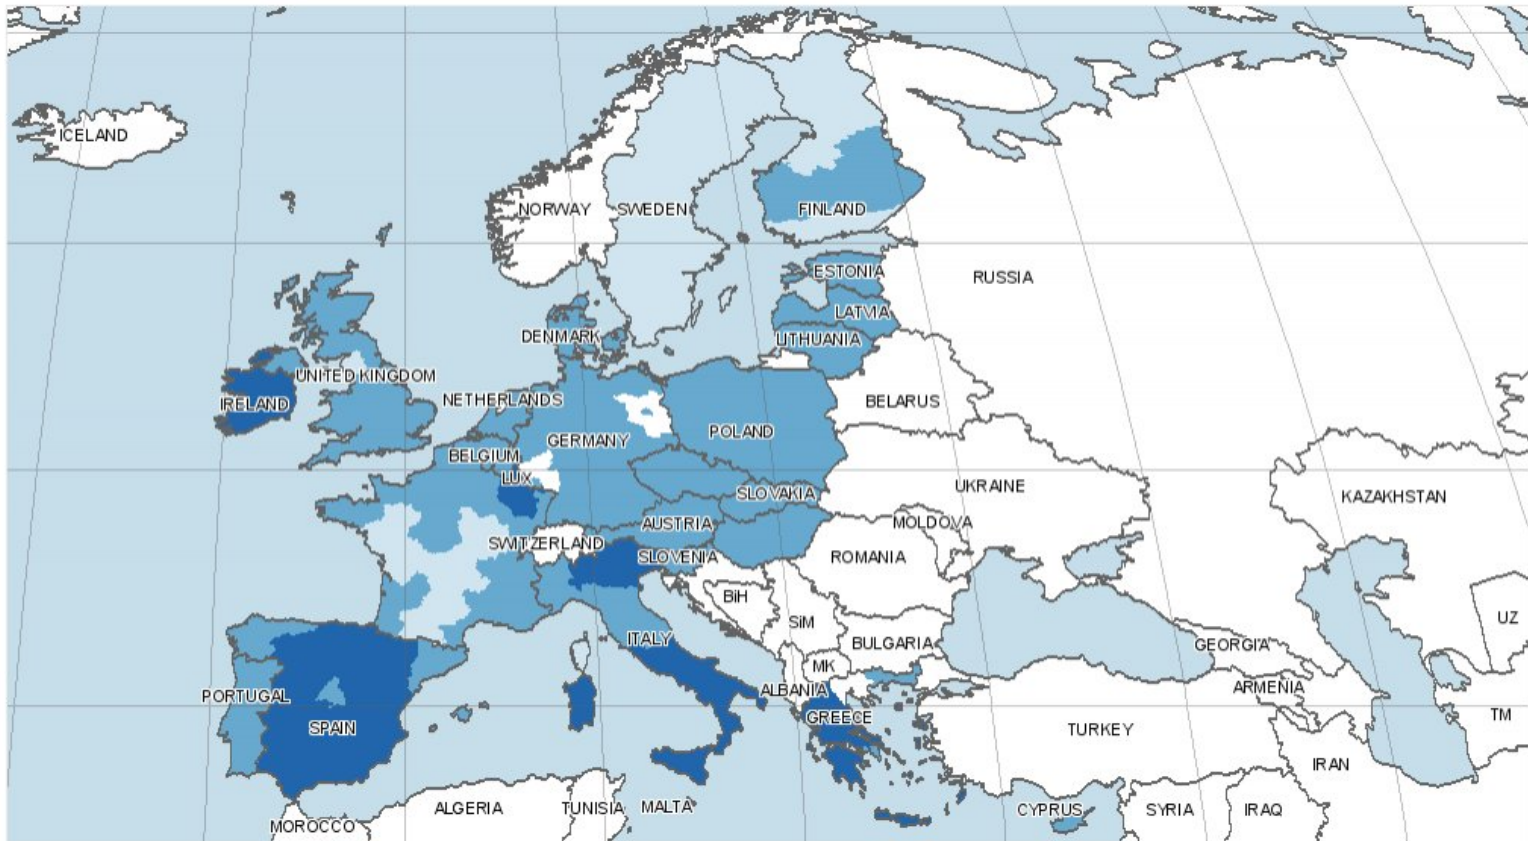 ICELAND
NORWAY
SWEDEN
FINLAND
RUSSIA
ESTONIA
LATVIA
LITHUANIA
DENMARK
UNITED KINGDOM
IRELAND
NETHERLANDS
BELARUS
POLAND
GERMANY
BELGIUM
LUX
UKRAINE
SLOVAKIA
KAZAKHSTAN
AUSTRIA
MOLDOVA
SWITZERLAND
SLOVENIA
ROMANIA
BiH
SiM
UZ
ITALY
BULGARIA
GEORGIA
MK
ARMENIA
ALBANIA
PORTUGAL
GREECE
TM
SPAIN
TURKEY
IRAN
ALGERIA
TUNISIA
MALTA
CYPRUS
SYRIA
IRAQ
MOROCCO